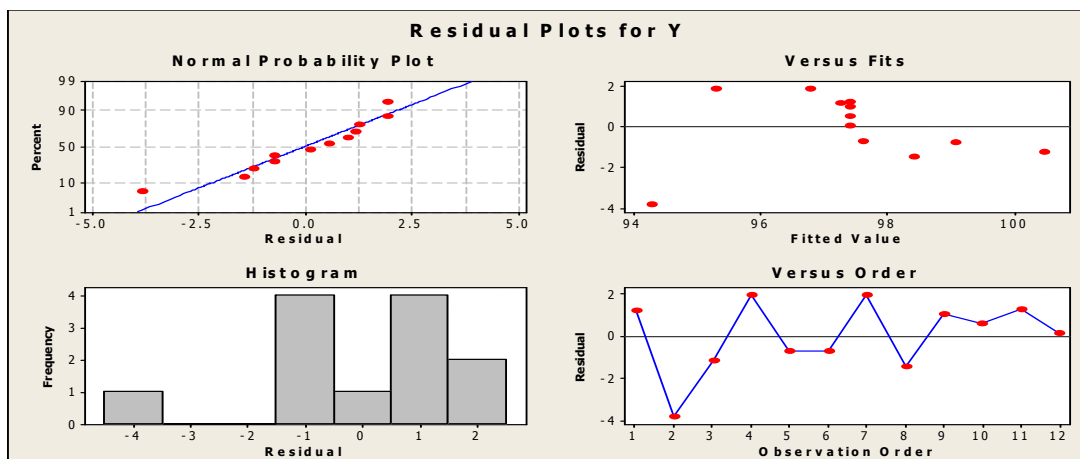 Residual Plots for Y
Normal Probability Plot
Percent
99
90
50
10
1
-5.0 -2.5 0.0 2.5 5.0
Residual
Versus Fits
Residual
2
0
-2
-4
94 96 98 100
Fitted Value
Histogram
Frequency
4
3
2
1
0
-4 -3 -2 -1 0 1 2
Residual
Versus Order
Residual
2
0
-2
-4
1 2 3 4 5 6 7 8 9 10 11 12
Observation Order